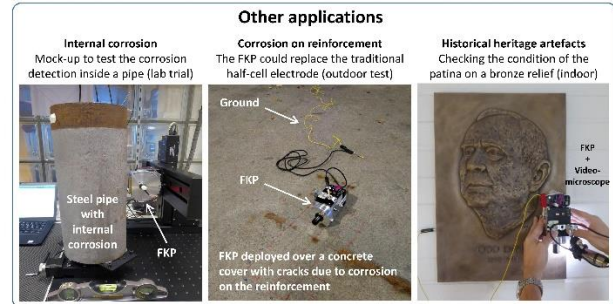 Other applications
Internal corrosion
Mock-up to test the corrosion
detection inside a pipe (lab trial)
Steel pipe
with
internal
corrosion
FKP
Corrosion on reinforcement
The FKP could replace the traditional
half-cell electrode (outdoor test)
Ground
FKP
FKP deployed over a concrete
cover with cracks due to corrosion
on the reinforcement
Historical heritage artefacts
Checking the condition of the
patina on a bronze relief (indoor)
FKP
+
Video-
microscope